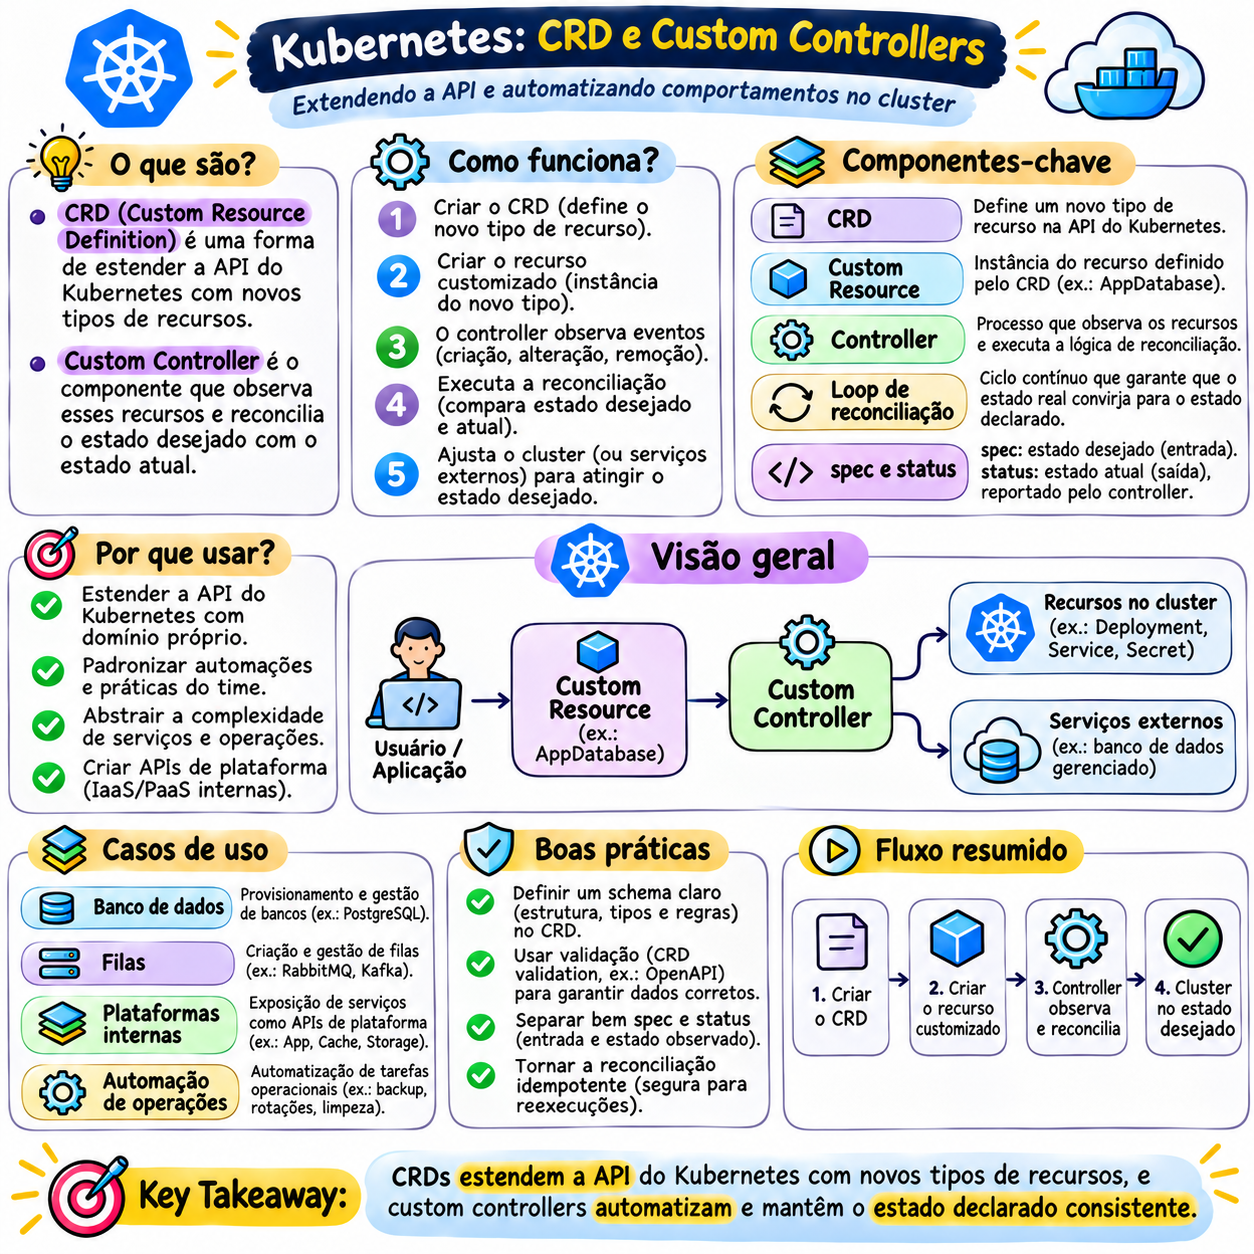 Kubernetes: CRD e Custom Controllers
Extendendo a API e automatizando comportamentos no cluster
O que são?
CRD (Custom Resource
Definition) é uma forma
de estender a API do
Kubernetes com novos
tipos de recursos.
Custom Controller é o
componente que observa
esses recursos e reconcilia
o estado desejado com o
estado atual.
Como funciona?
1
Criar o CRD (define o
novo tipo de recurso).
2
Criar o recurso
customizado (instância
do novo tipo).
3
O controller observa eventos
(criação, alteração, remoção).
4
Executa a reconciliação
(compara estado desejado
e atual).
5
Ajusta o cluster (ou serviços
externos) para atingir o
estado desejado.
Componentes-chave
CRD
Define um novo tipo de
recurso na API do Kubernetes.
Custom
Resource
Instância do recurso definido
pelo CRD (ex.: AppDatabase).
Controller
Processo que observa os recursos
e executa a lógica de reconciliação.
Loop de
reconciliação
Ciclo contínuo que garante que o
estado real convirja para o estado
declarado.
</> spec e status
spec: estado desejado (entrada).
status: estado atual (saída),
reportado pelo controller.
Por que usar?
Estender a API do
Kubernetes com
domínio próprio.
Padronizar automações
e práticas do time.
Abstrair a complexidade
de serviços e operações.
Criar APIs de plataforma
(IaaS/PaaS internas).
Visão geral
</>
Usuário /
Aplicação
Custom
Resource
(ex.:
AppDatabase)
Custom
Controller
Recursos no cluster
(ex.: Deployment,
Service, Secret)
Serviços externos
(ex.: banco de dados
gerenciado)
Casos de uso
Banco de dados
Provisionamento e gestão
de bancos (ex.: PostgreSQL).
Filas
Criação e gestão de filas
(ex.: RabbitMQ, Kafka).
Plataformas
internas
Exposição de serviços
como APIs de plataforma
(ex.: App, Cache, Storage).
Automação
de operações
Automatização de tarefas
operacionais (ex.: backup,
rotações, limpeza).
Boas práticas
Definir um schema claro
(estrutura, tipos e regras)
no CRD.
Usar validação (CRD
validation, ex.: OpenAPI)
para garantir dados corretos.
Separar bem spec e status
(entrada e estado observado).
Tornar a reconciliação
idempotente (segura para
reexecuções).
Fluxo resumido
1. Criar
o CRD
2. Criar
o recurso
customizado
3. Controller
observa
e reconcilia
4. Cluster
no estado
desejado
Key Takeaway:
CRDs estendem a API do Kubernetes com novos tipos de recursos, e
custom controllers automatizam e mantêm o estado declarado consistente.